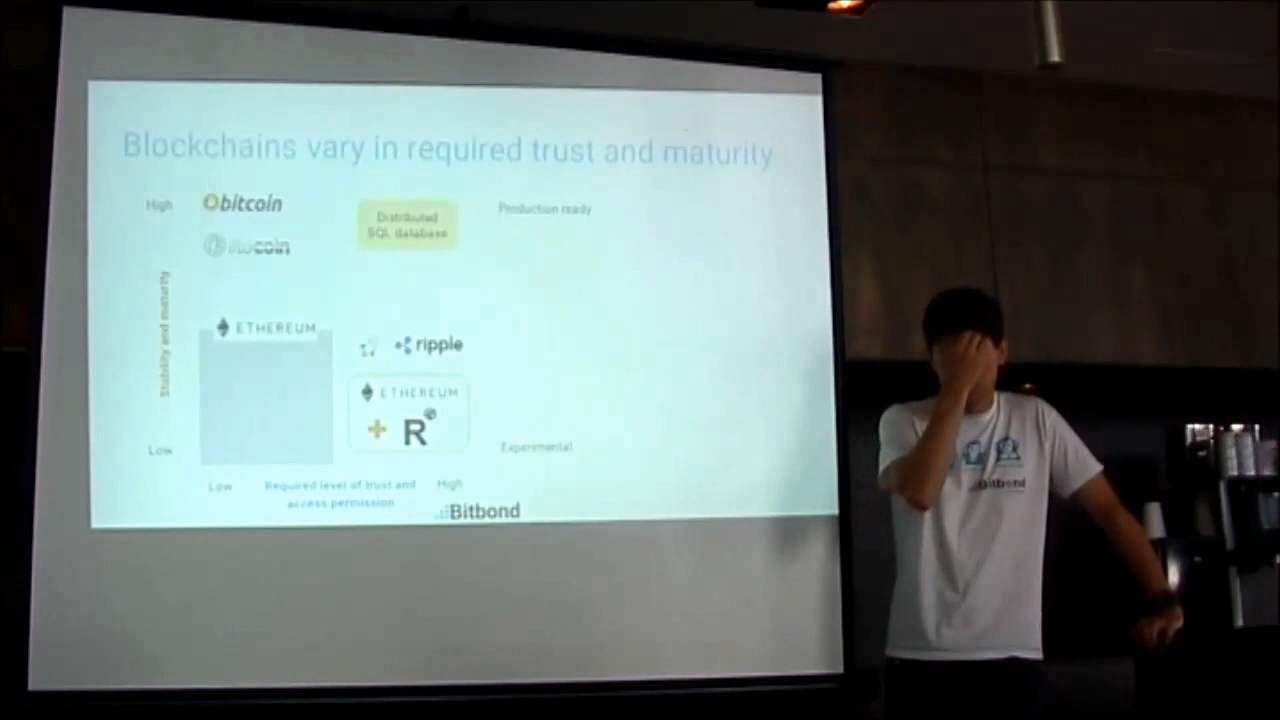 Blockchains vary in required trust and maturity
High
bitcoin
Distributed
SQL database
Production ready
litecoin
Stability and maturity
ETHEREUM
ripple
ETHEREUM
+ R
Low
Experimental
Low
Required level of trust and
access permission
High
Bitbond
Bitbond